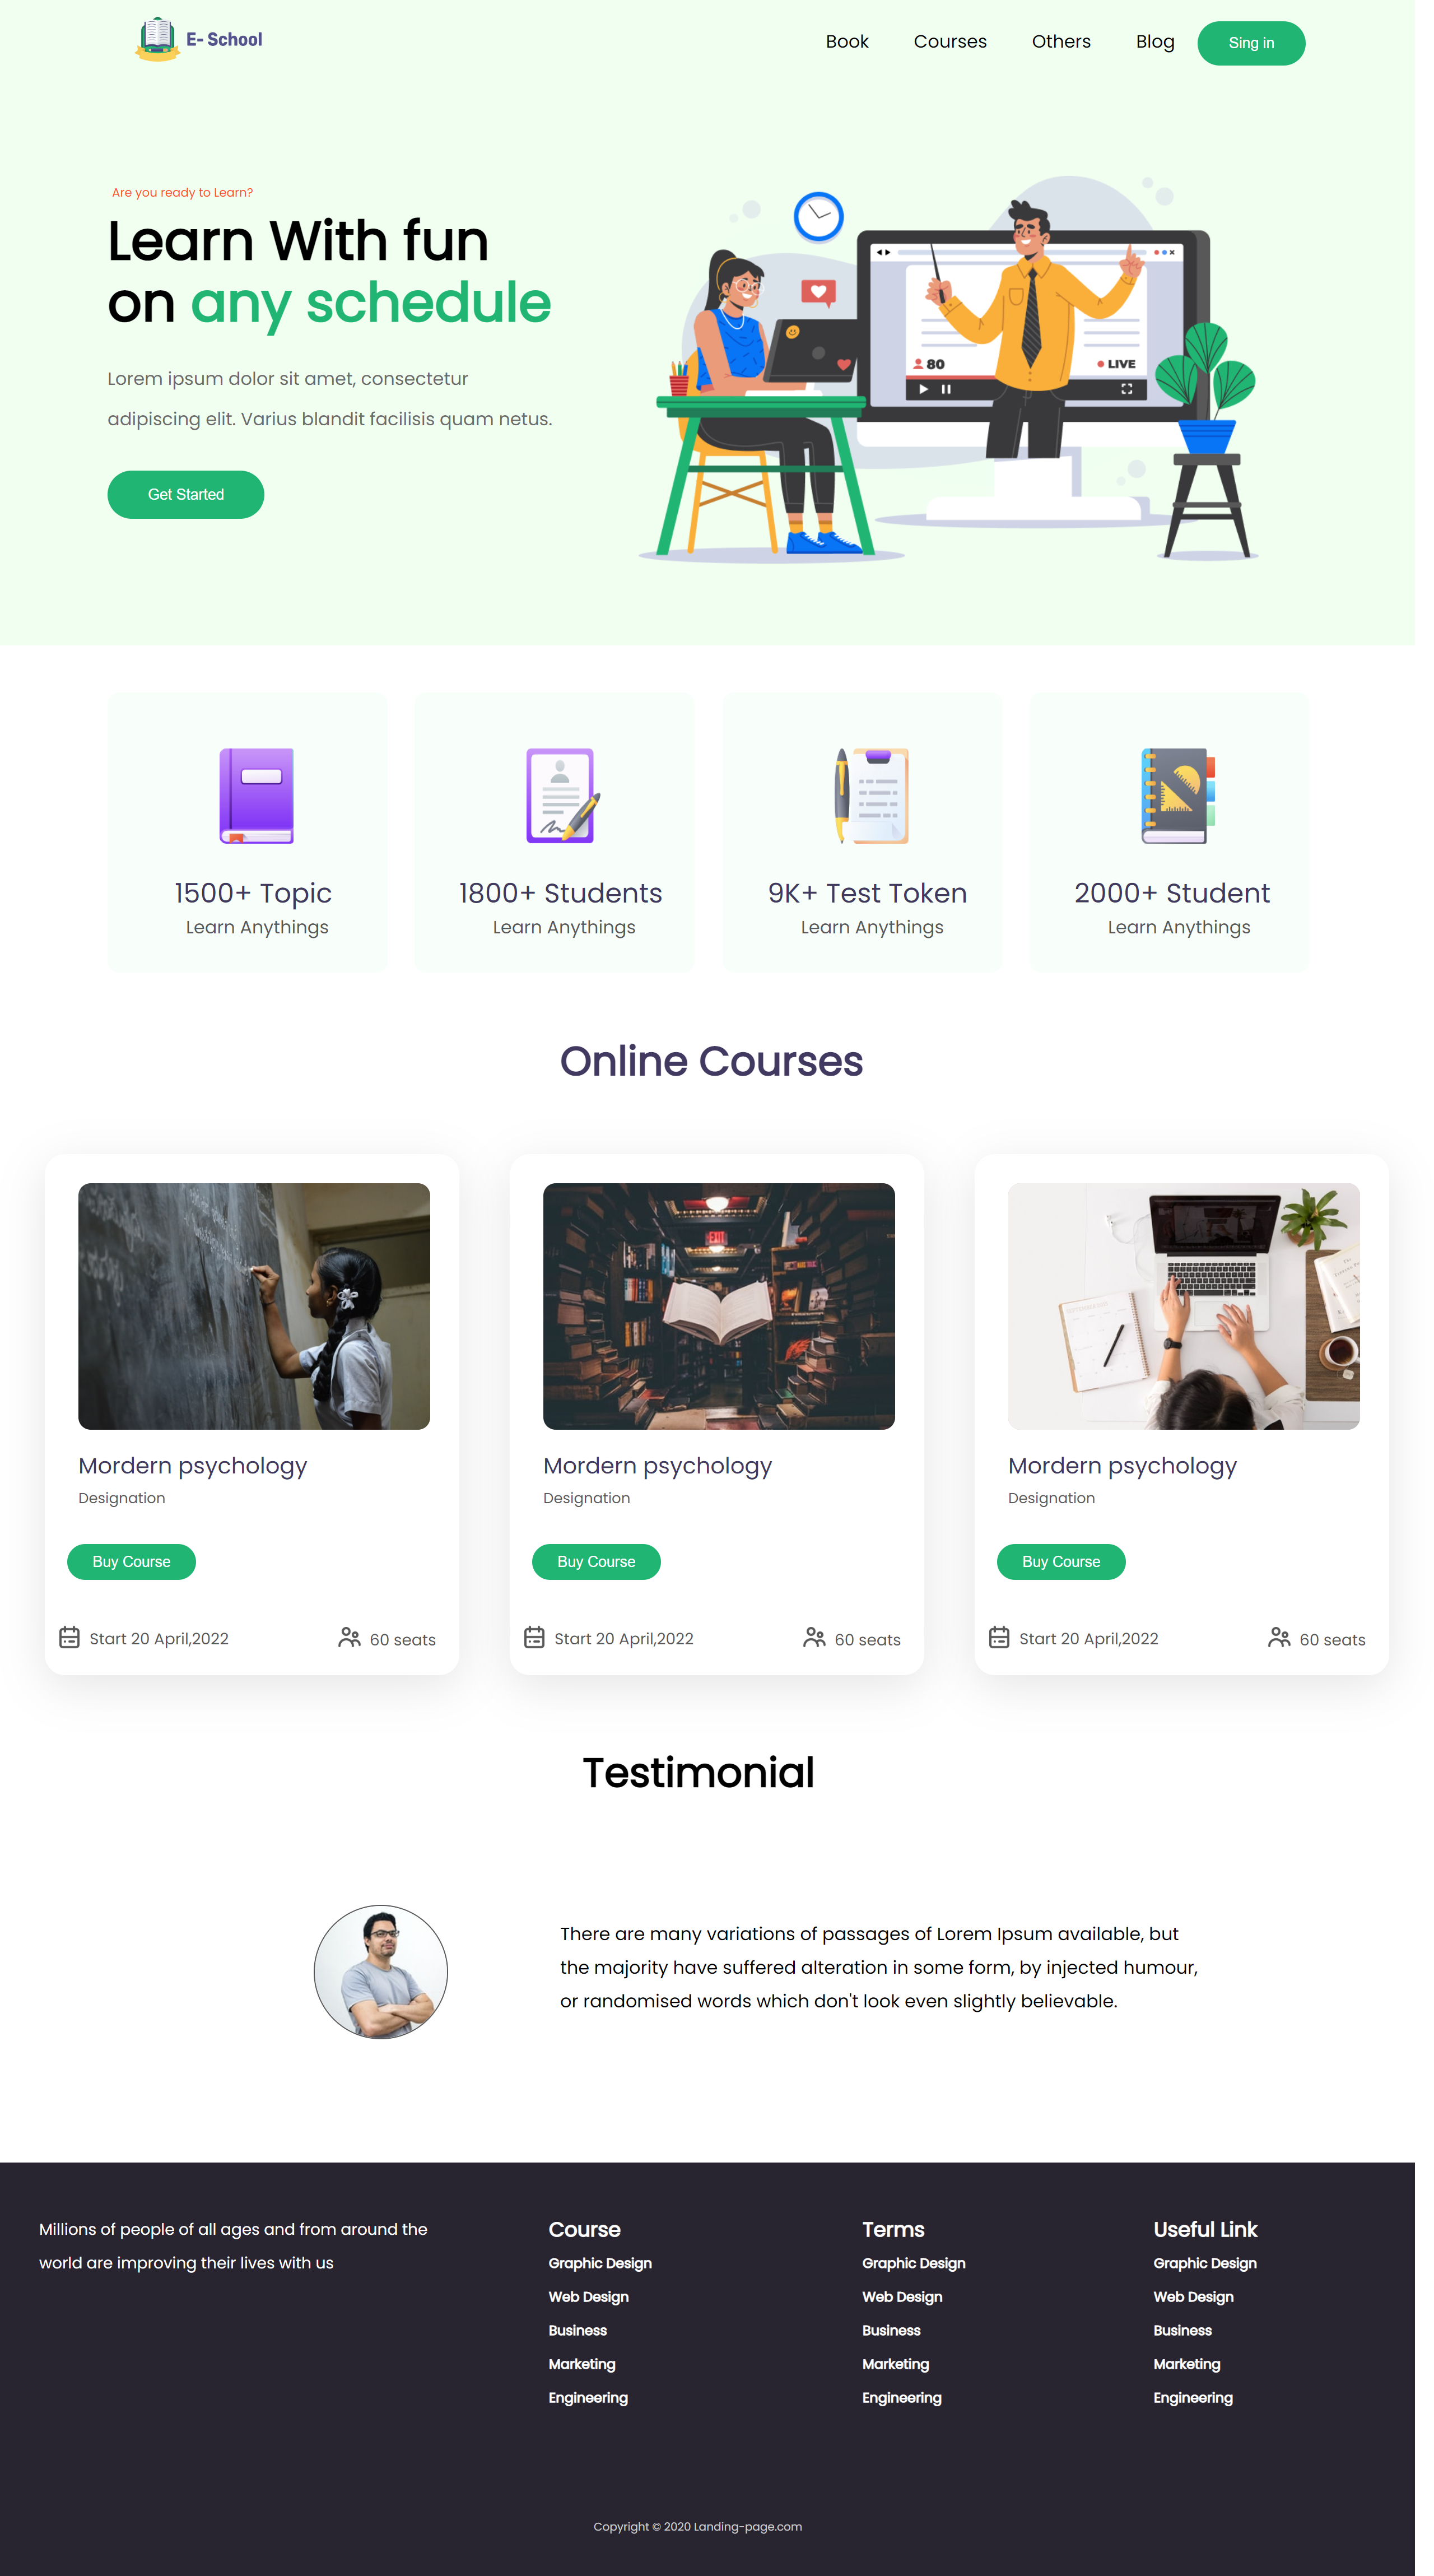 E- School
Book
Courses
Others
Blog
Sing in
Are you ready to Learn?
Learn With fun
on any schedule
Lorem ipsum dolor sit amet, consectetur
adipiscing elit. Varius blandit facilisis quam netus.
Get Started
80
LIVE
1500+ Topic
Learn Anythings
1800+ Students
Learn Anythings
9K+ Test Token
Learn Anythings
2000+ Student
Learn Anythings
Online Courses
EXIT
Mordern psychology
Designation
Buy Course
Start 20 April,2022
60 seats
Mordern psychology
Designation
Buy Course
Start 20 April,2022
60 seats
Mordern psychology
Designation
Buy Course
Start 20 April,2022
60 seats
Testimonial
There are many variations of passages of Lorem Ipsum available, but
the majority have suffered alteration in some form, by injected humour,
or randomised words which don't look even slightly believable.
Millions of people of all ages and from around the
world are improving their lives with us
Course
Graphic Design
Web Design
Business
Marketing
Engineering
Terms
Graphic Design
Web Design
Business
Marketing
Engineering
Useful Link
Graphic Design
Web Design
Business
Marketing
Engineering
Copyright © 2020 Landing-page.com